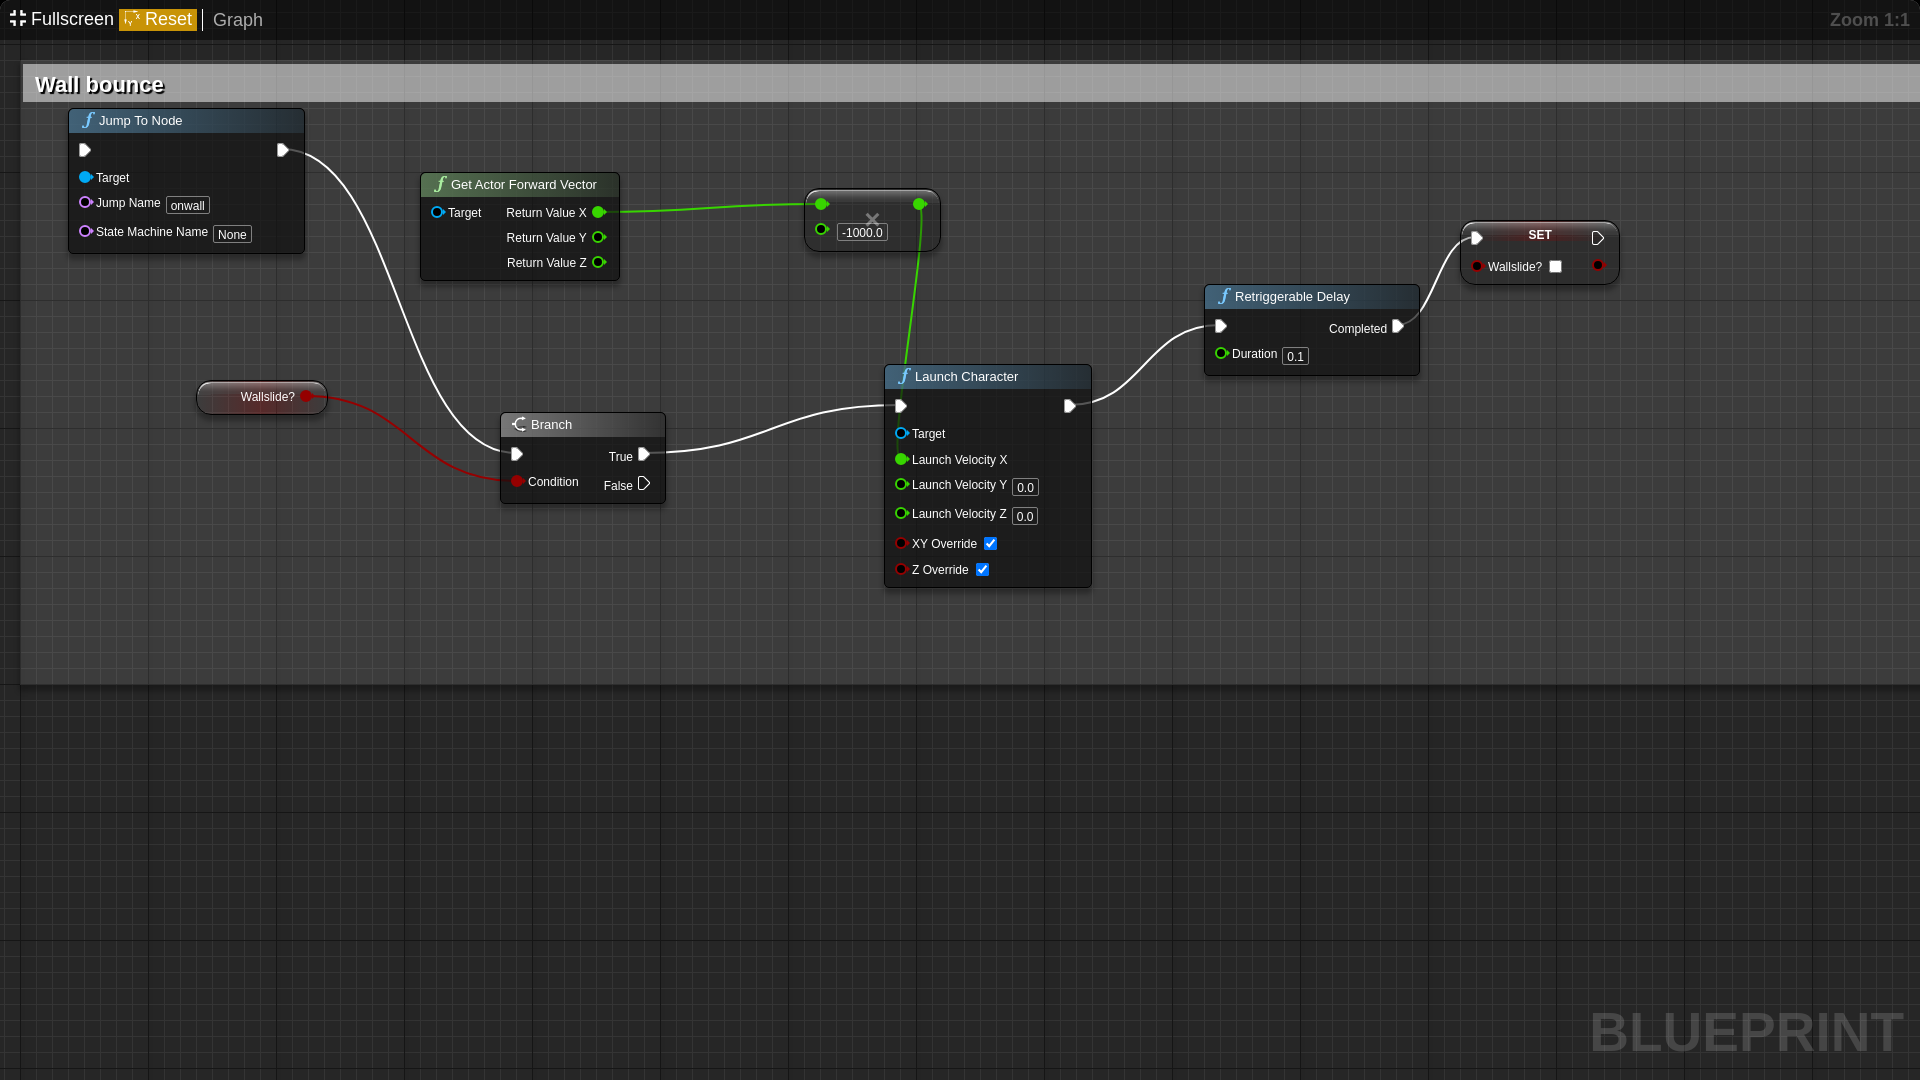 Fullscreen Reset Graph
Zoom 1:1
Wall bounce
Jump To Node
Target
Jump Name onwall
State Machine Name None
Get Actor Forward Vector
Target Return Value X
Return Value Y
Return Value Z
-1000.0
SET
Wallslide?
Retriggerable Delay
Completed
Duration 0.1
Wallslide?
Branch
True
Condition
False
Launch Character
Target
Launch Velocity X
Launch Velocity Y 0.0
Launch Velocity Z 0.0
XY Override
Z Override
BLUEPRINT